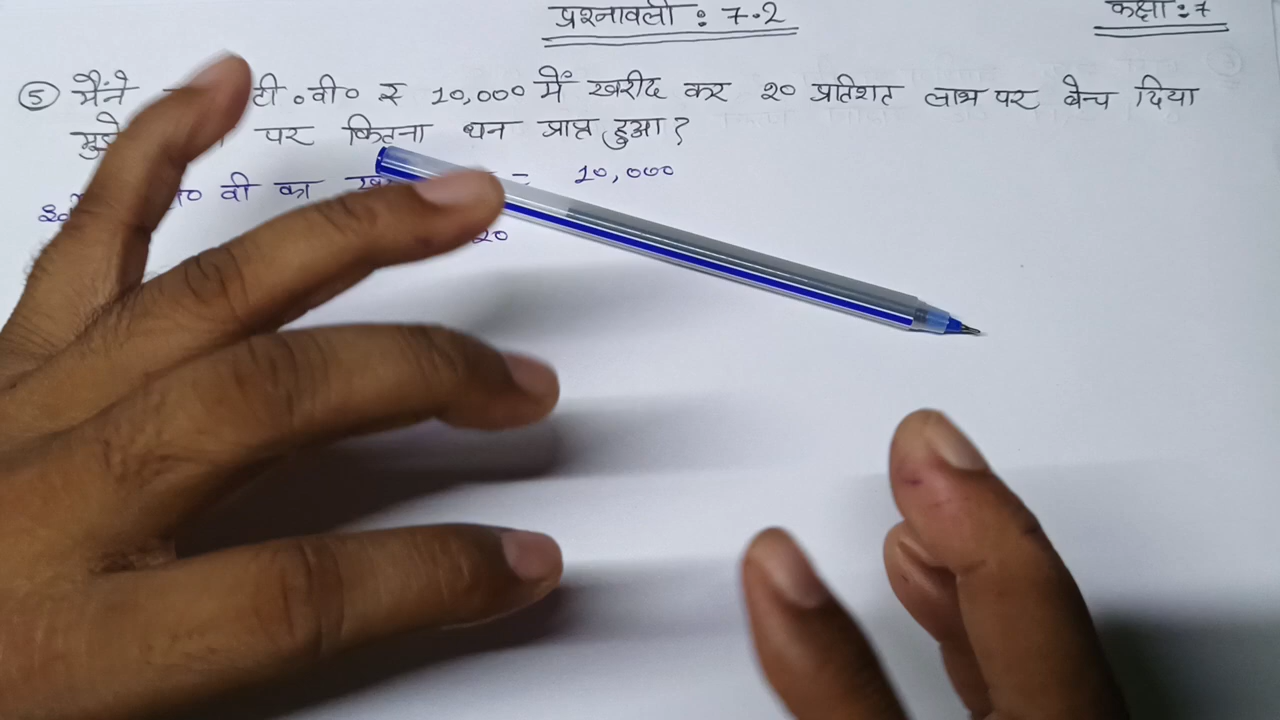 प्रश्नावली : 7.2
कक्षा : 7
⑤ मैंने टी०वी० ₹ 10,000 में खरीद कर 20 प्रतिशत लाभ पर बेच दिया
पर कितना धन प्राप्त हुआ ?
वी का = 10,000
20